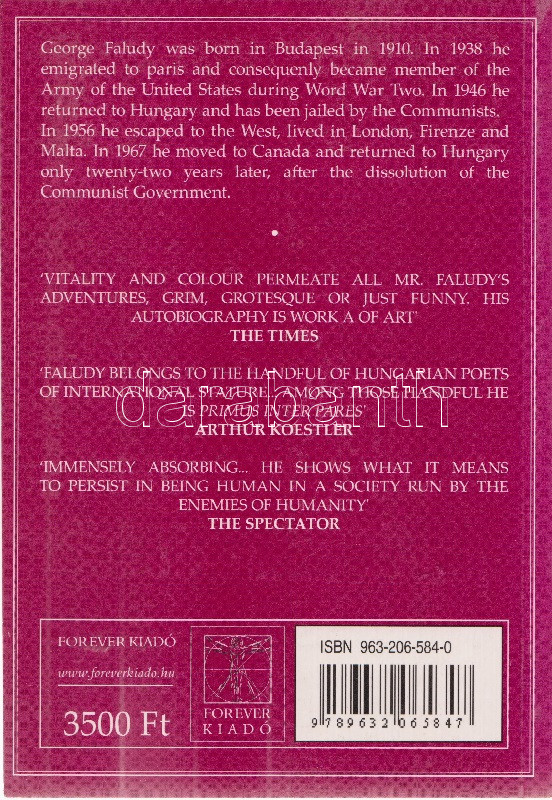 George Faludy was born in Budapest in 1910. In 1938 he
emigrated to paris and consequenly became member of the
Army of the United States during Word War Two. In 1946 he
returned to Hungary and has been jailed by the Communists.
In 1956 he escaped to the West, lived in London, Firenze and
Malta. In 1967 he moved to Canada and returned to Hungary
only twenty-two years later, after the dissolution of the
Communist Government.
•
'VITALITY AND COLOUR PERMEATE ALL MR. FALUDY'S
ADVENTURES, GRIM, GROTESQUE OR JUST FUNNY. HIS
AUTOBIOGRAPHY IS WORK A OF ART'
THE TIMES
'FALUDY BELONGS TO THE HANDFUL OF HUNGARIAN POETS
OF INTERNATIONAL STATURE. AMONG THOSE HANDFUL HE
IS PRIMUS INTER PARES'
ARTHUR KOESTLER
darabanth
'IMMENSELY ABSORBING... HE SHOWS WHAT IT MEANS
TO PERSIST IN BEING HUMAN IN A SOCIETY RUN BY THE
ENEMIES OF HUMANITY'
THE SPECTATOR
FOREVER KIADÓ
www.foreverkiado.hu
3500 Ft
FOREVER
KIADÓ
ISBN 963-206-584-0
9 789632 065847